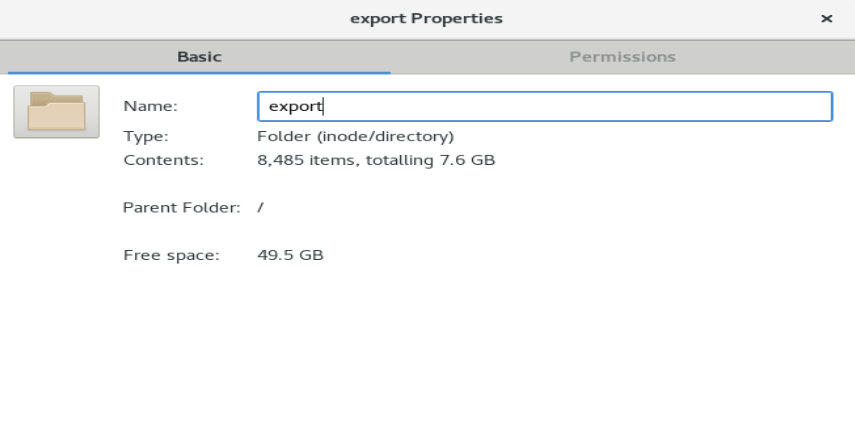 export Properties ×
Basic Permissions
Name: export
Type: Folder (inode/directory)
Contents: 8,485 items, totalling 7.6 GB
Parent Folder: /
Free space: 49.5 GB